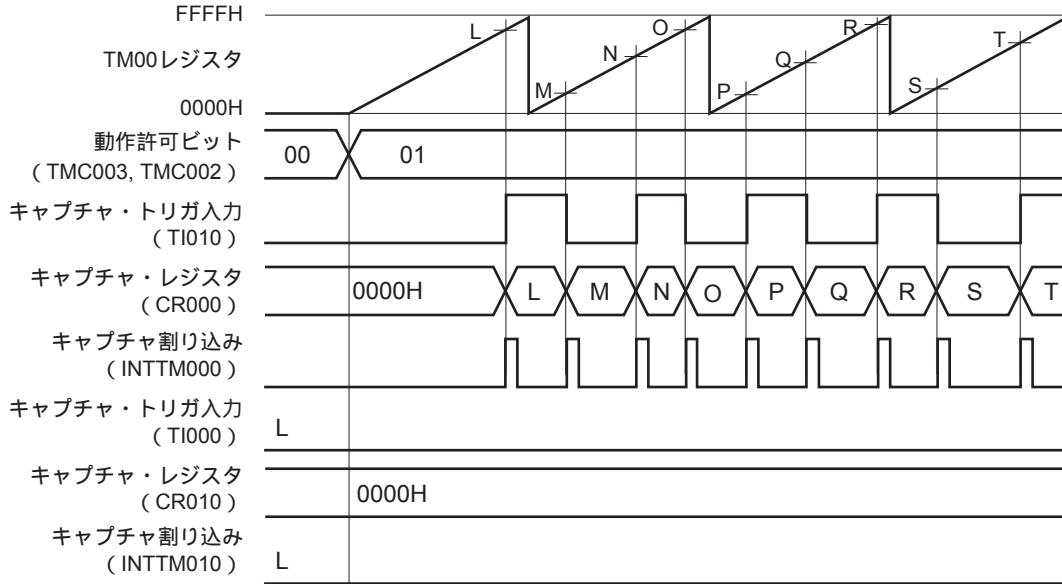 FFFFH
TM00レジスタ
0000H
L
M
N
O
P
Q
R
S
T
動作許可ビット
（TMC003, TMC002）
00
01
キャプチャ・トリガ入力
（TI010）
キャプチャ・レジスタ
（CR000）
0000H
L
M
N
O
P
Q
R
S
T
キャプチャ割り込み
（INTTM000）
キャプチャ・トリガ入力
（TI000）
L
キャプチャ・レジスタ
（CR010）
0000H
キャプチャ割り込み
（INTTM010）
L